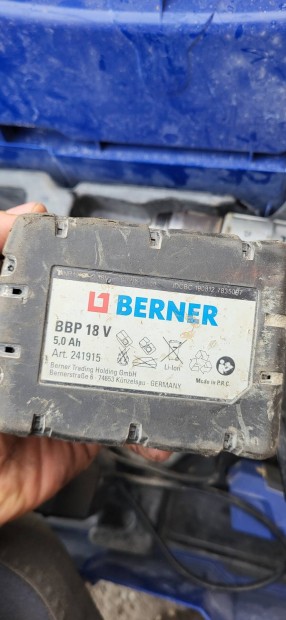 BERNER
BBP 18 V
5,0 Ah
Art. 241915
Li-Ion
Made in P.R.C.
Berner Trading Holding GmbH
Bernerstraße 6 · 74653 Künzelsau · GERMANY